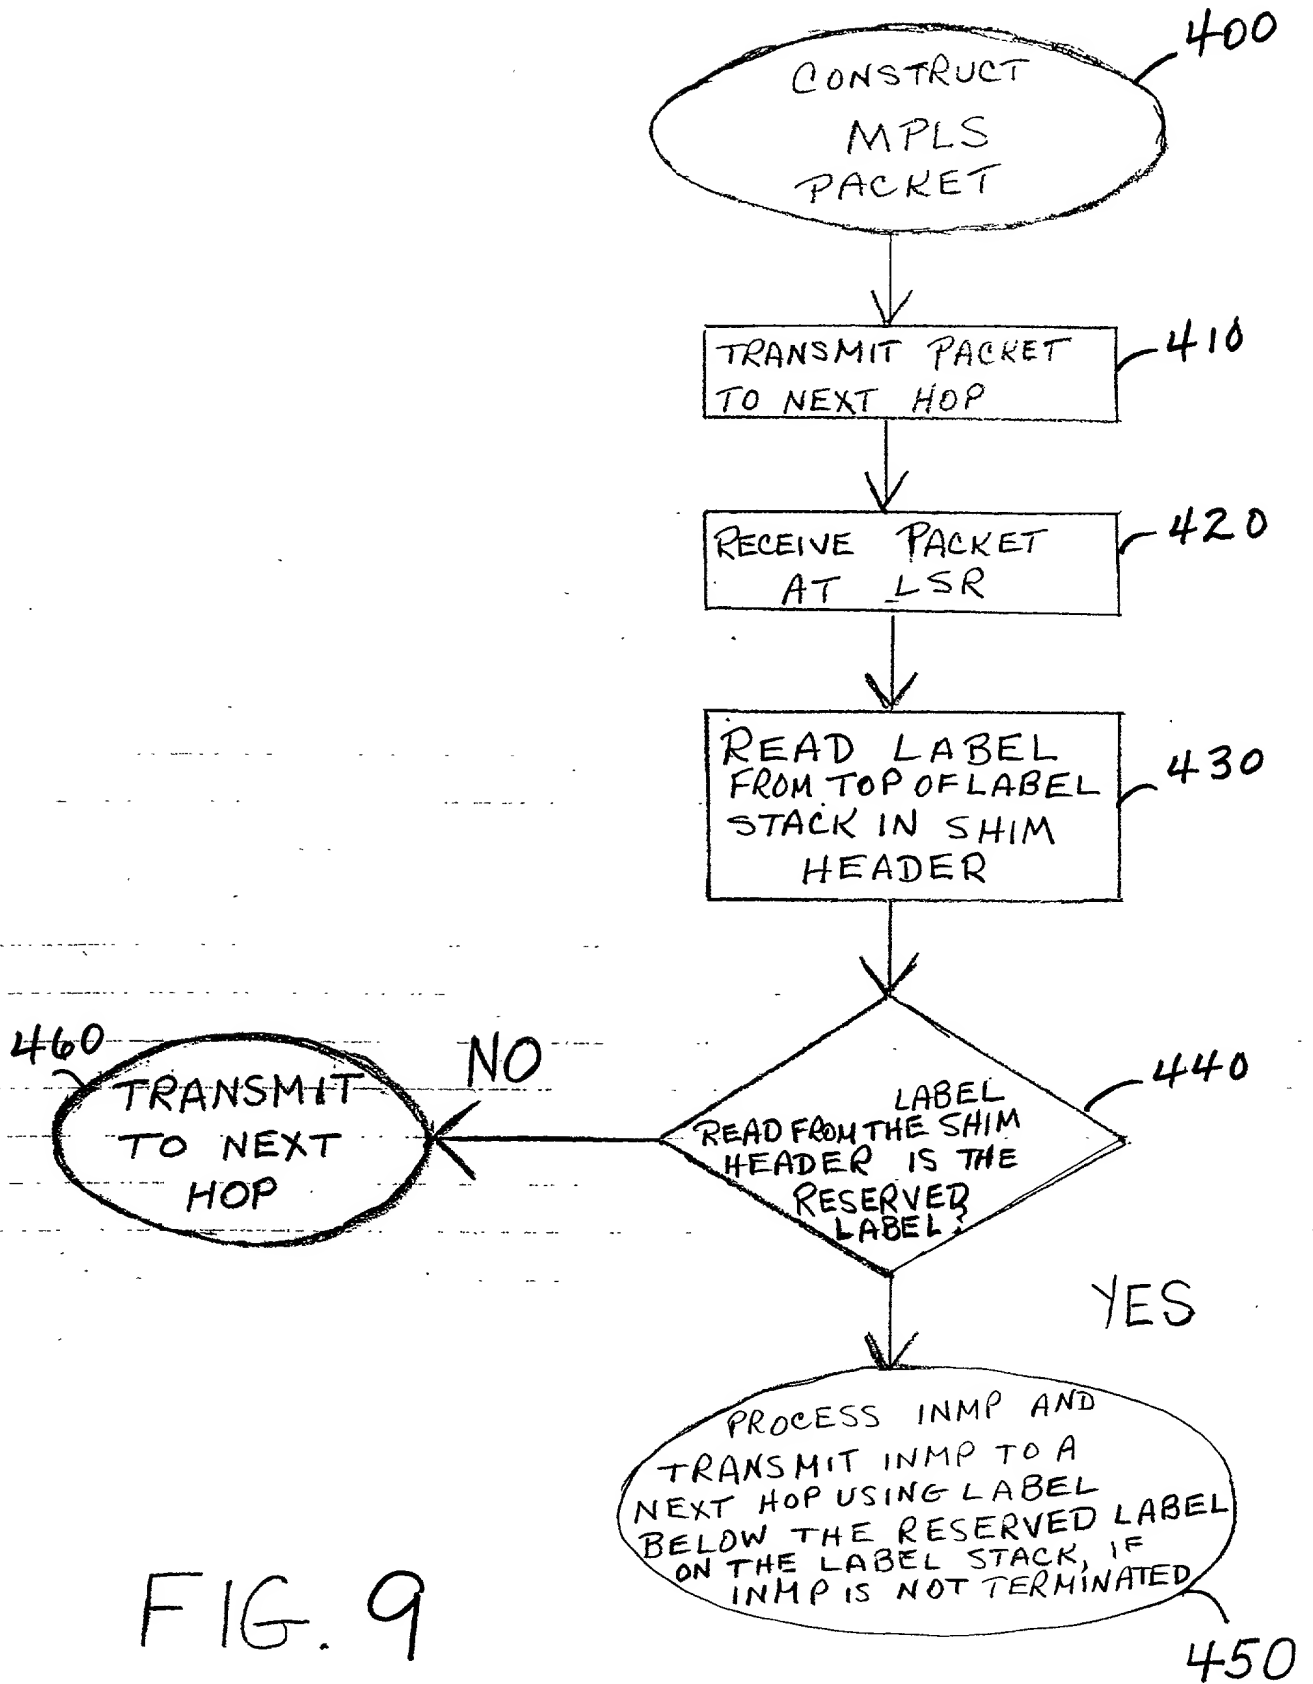 400
CONSTRUCT
MPLS
PACKET
TRANSMIT PACKET
TO NEXT HOP
410
RECEIVE PACKET
AT LSR
420
READ LABEL
FROM TOP OF LABEL
STACK IN SHIM
HEADER
430
460
TRANSMIT
TO NEXT
HOP
NO
440
LABEL
READ FROM THE SHIM
HEADER IS THE
RESERVED
LABEL?
YES
PROCESS INMP AND
TRANSMIT INMP TO A
NEXT HOP USING LABEL
BELOW THE RESERVED LABEL
ON THE LABEL STACK, IF
INMP IS NOT TERMINATED
450
FIG. 9